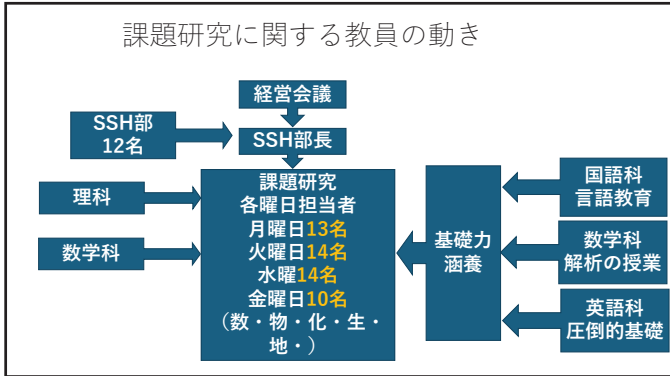 課題研究に関する教員の動き
経営会議
SSH部
12名
SSH部長
理科
数学科
課題研究
各曜日担当者
月曜日13名
火曜日14名
水曜14名
金曜日10名
（数・物・化・生・
地・）
基礎力
涵養
国語科
言語教育
数学科
解析の授業
英語科
圧倒的基礎